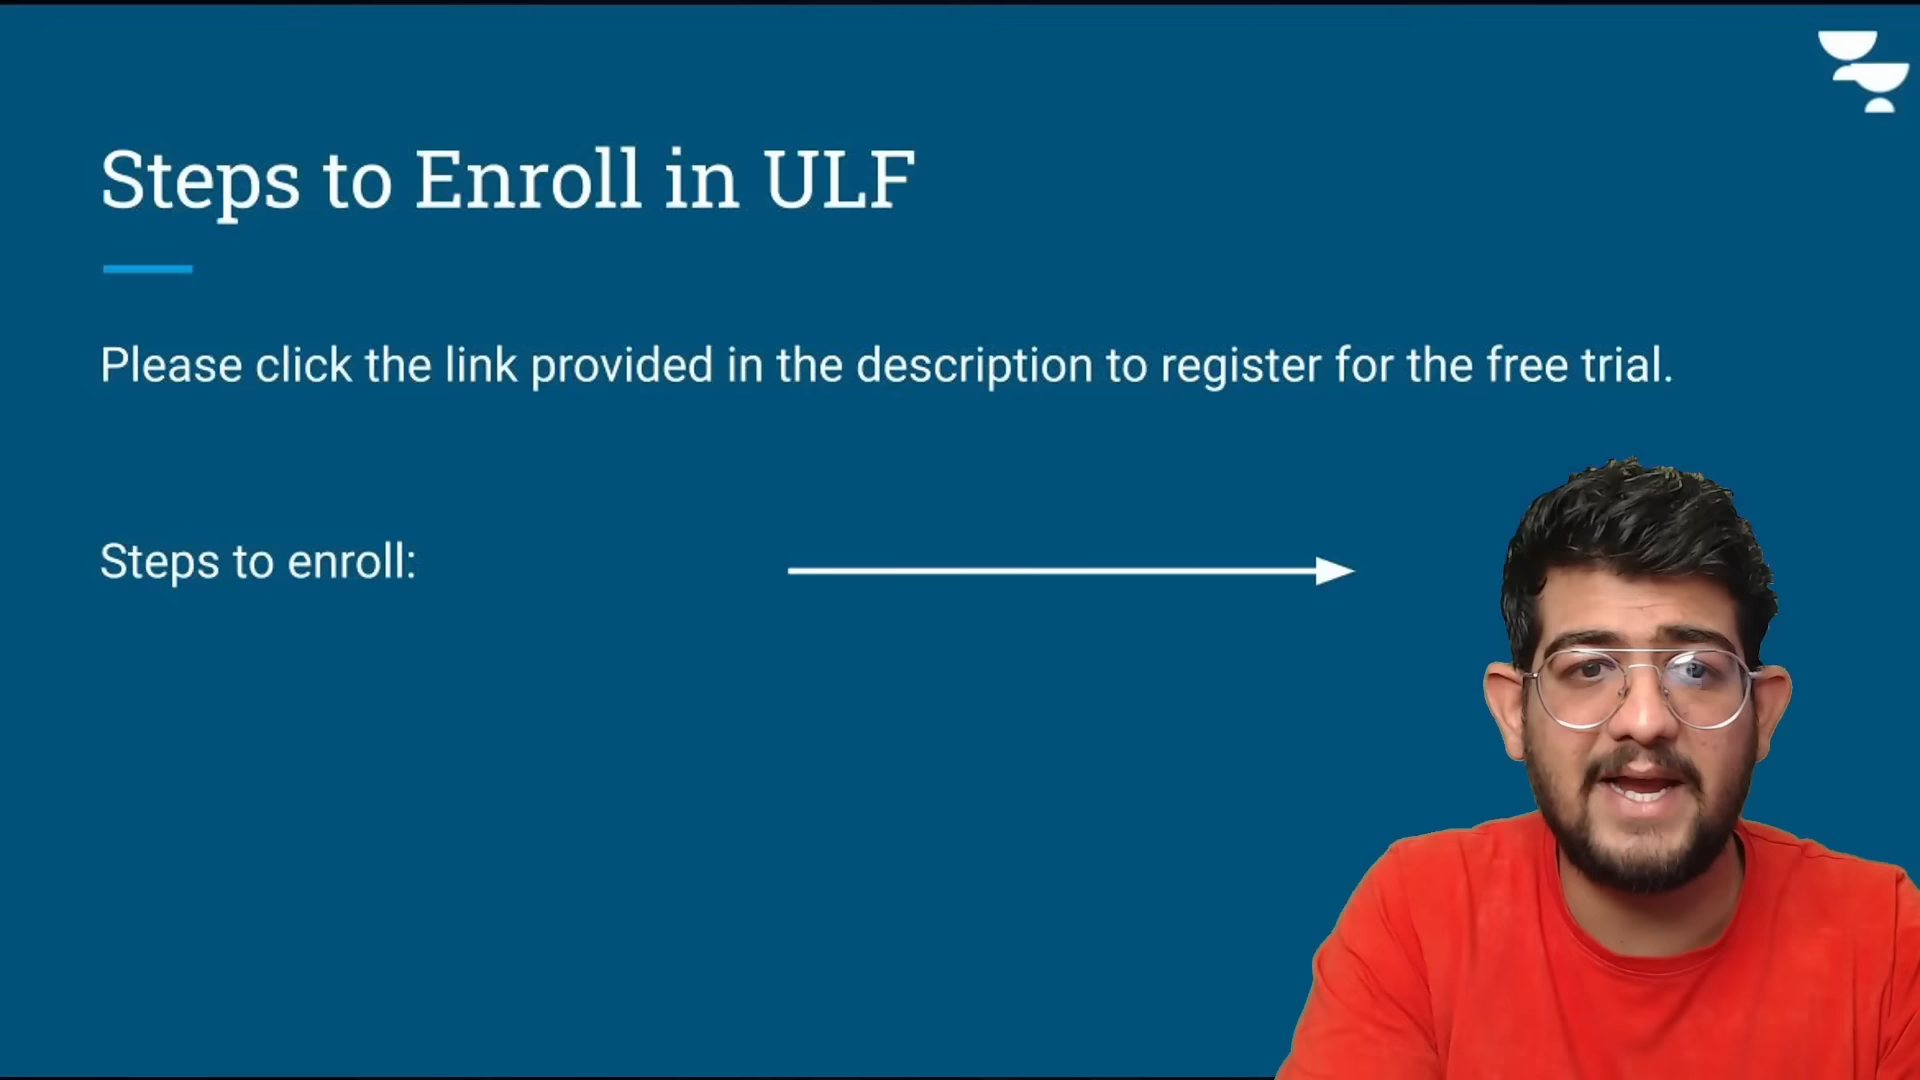 Steps to Enroll in ULF
Please click the link provided in the description to register for the free trial.
Steps to enroll: